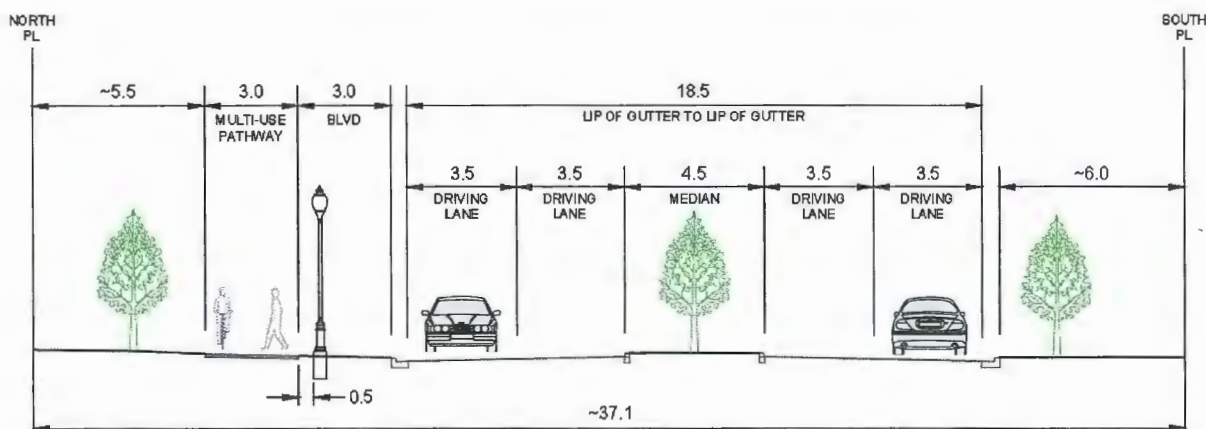 NORTH
PL
SOUTH
PL
~5.5
3.0
3.0
18.5
MULTI-USE
PATHWAY
BLVD
LIP OF GUTTER TO LIP OF GUTTER
3.5
3.5
4.5
3.5
3.5
~6.0
DRIVING
LANE
DRIVING
LANE
MEDIAN
DRIVING
LANE
DRIVING
LANE
0.5
~37.1